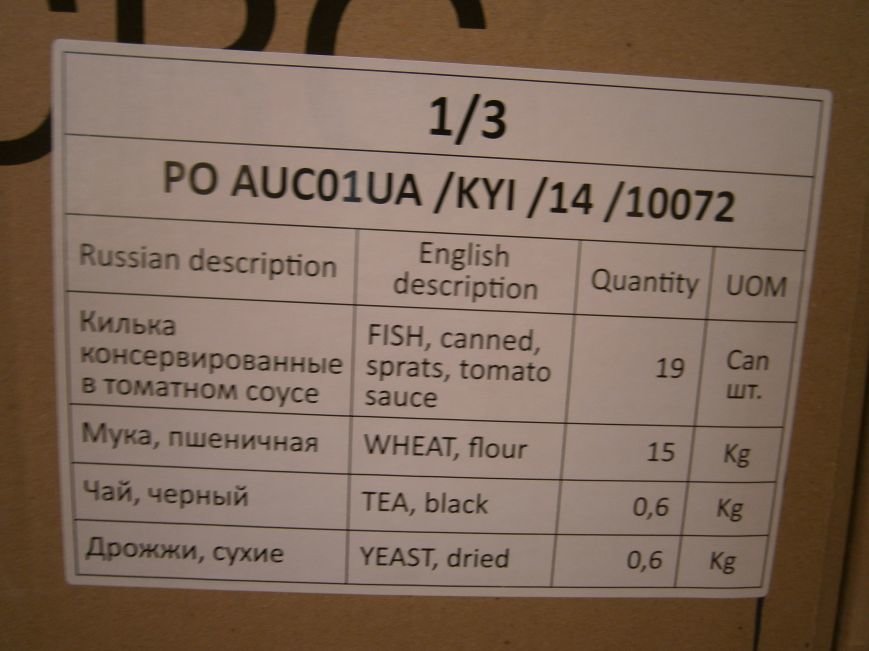 1/3
PO AUC01UA /KYI /14 /10072
Russian description
English
description
Quantity
UOM
Килька
консервированные
в томатном соусе
FISH, canned,
sprats, tomato
sauce
19
Can
шт.
Мука, пшеничная
WHEAT, flour
15
Kg
Чай, черный
TEA, black
0,6
Kg
Дрожжи, сухие
YEAST, dried
0,6
Kg